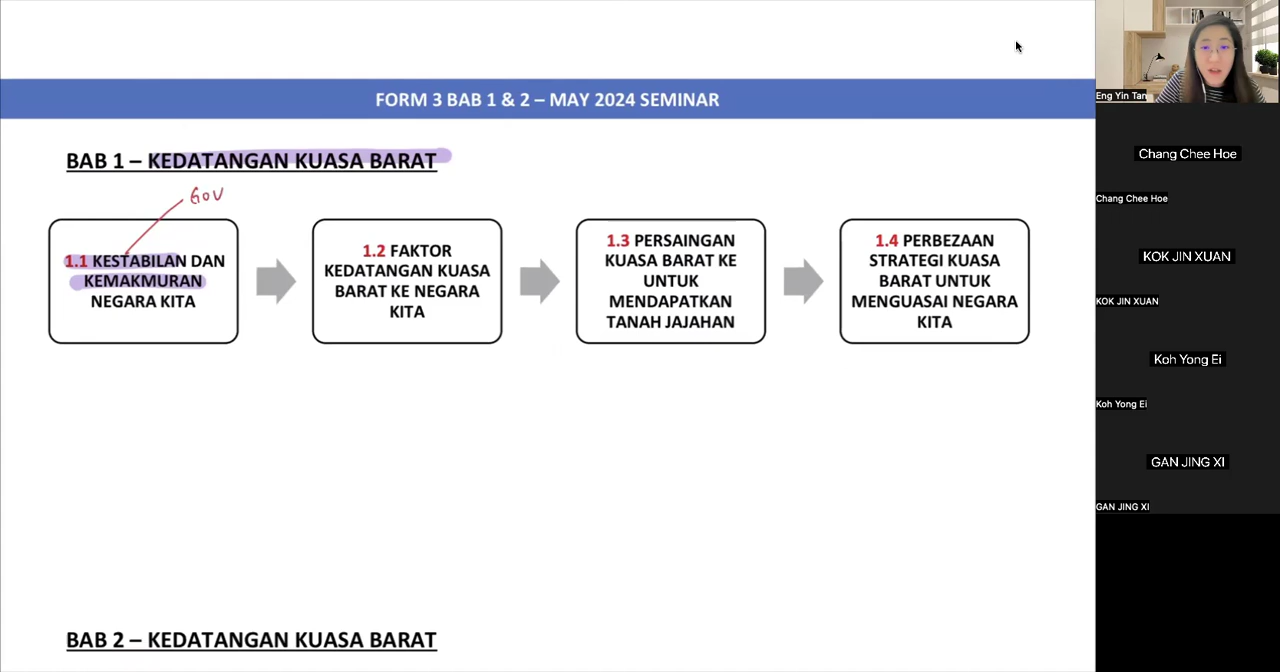 FORM 3 BAB 1 & 2 – MAY 2024 SEMINAR
BAB 1 – KEDATANGAN KUASA BARAT
GOV
1.1 KESTABILAN DAN
KEMAKMURAN
NEGARA KITA
1.2 FAKTOR
KEDATANGAN KUASA
BARAT KE NEGARA
KITA
1.3 PERSAINGAN
KUASA BARAT KE
UNTUK
MENDAPATKAN
TANAH JAJAHAN
1.4 PERBEZAAN
STRATEGI KUASA
BARAT UNTUK
MENGUASAI NEGARA
KITA
BAB 2 – KEDATANGAN KUASA BARAT
Eng Yin Tan
Chang Chee Hoe
Chang Chee Hoe
KOK JIN XUAN
KOK JIN XUAN
Koh Yong Ei
Koh Yong Ei
GAN JING XI
GAN JING XI